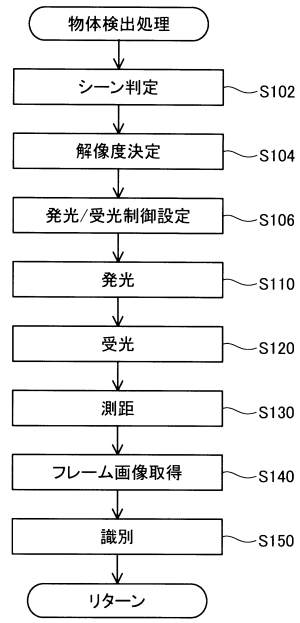 物体検出処理
シーン判定
S102
解像度決定
S104
発光/受光制御設定
S106
発光
S110
受光
S120
測距
S130
フレーム画像取得
S140
識別
S150
リターン